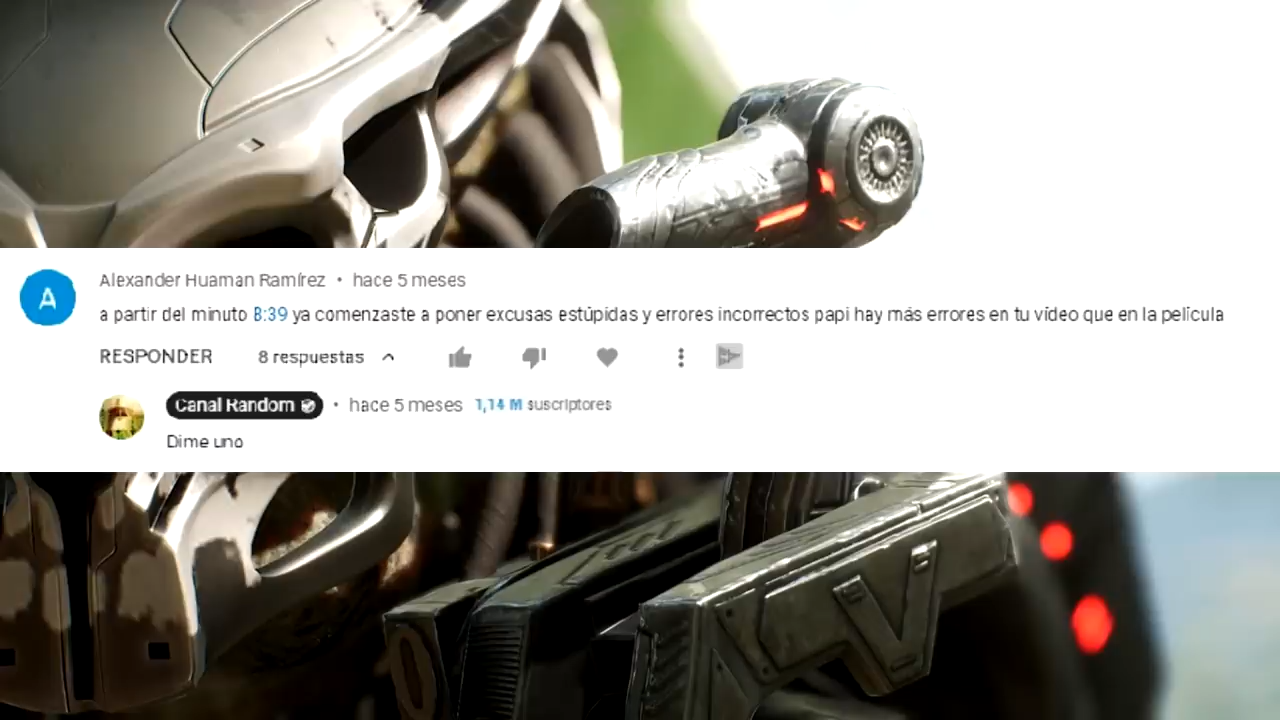 Alexander Huaman Ramírez • hace 5 meses
a partir del minuto 8:39 ya comenzaste a poner excusas estúpidas y errores incorrectos papi hay más errores en tu vídeo que en la película
RESPONDER 8 respuestas
Canal Random • hace 5 meses 1,14 M suscriptores
Dime uno